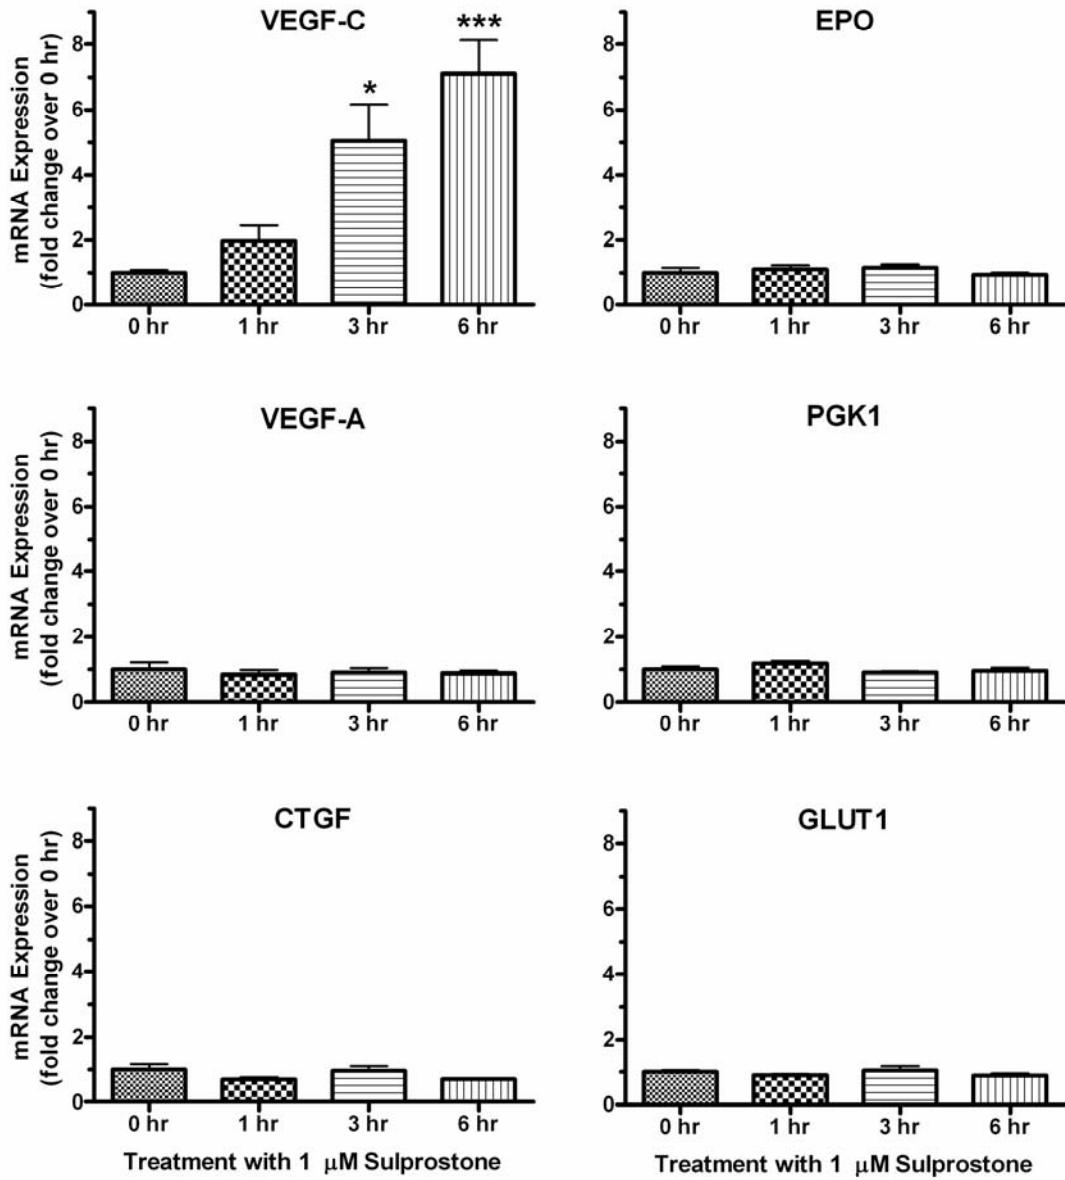 VEGF-C
***
*
mRNA Expression
(fold change over 0 hr)
8
6
4
2
0
0 hr 1 hr 3 hr 6 hr
EPO
8
6
4
2
0
0 hr 1 hr 3 hr 6 hr
VEGF-A
mRNA Expression
(fold change over 0 hr)
8
6
4
2
0
0 hr 1 hr 3 hr 6 hr
PGK1
8
6
4
2
0
0 hr 1 hr 3 hr 6 hr
CTGF
mRNA Expression
(fold change over 0 hr)
8
6
4
2
0
0 hr 1 hr 3 hr 6 hr
Treatment with 1 μM Sulprostone
GLUT1
8
6
4
2
0
0 hr 1 hr 3 hr 6 hr
Treatment with 1 μM Sulprostone